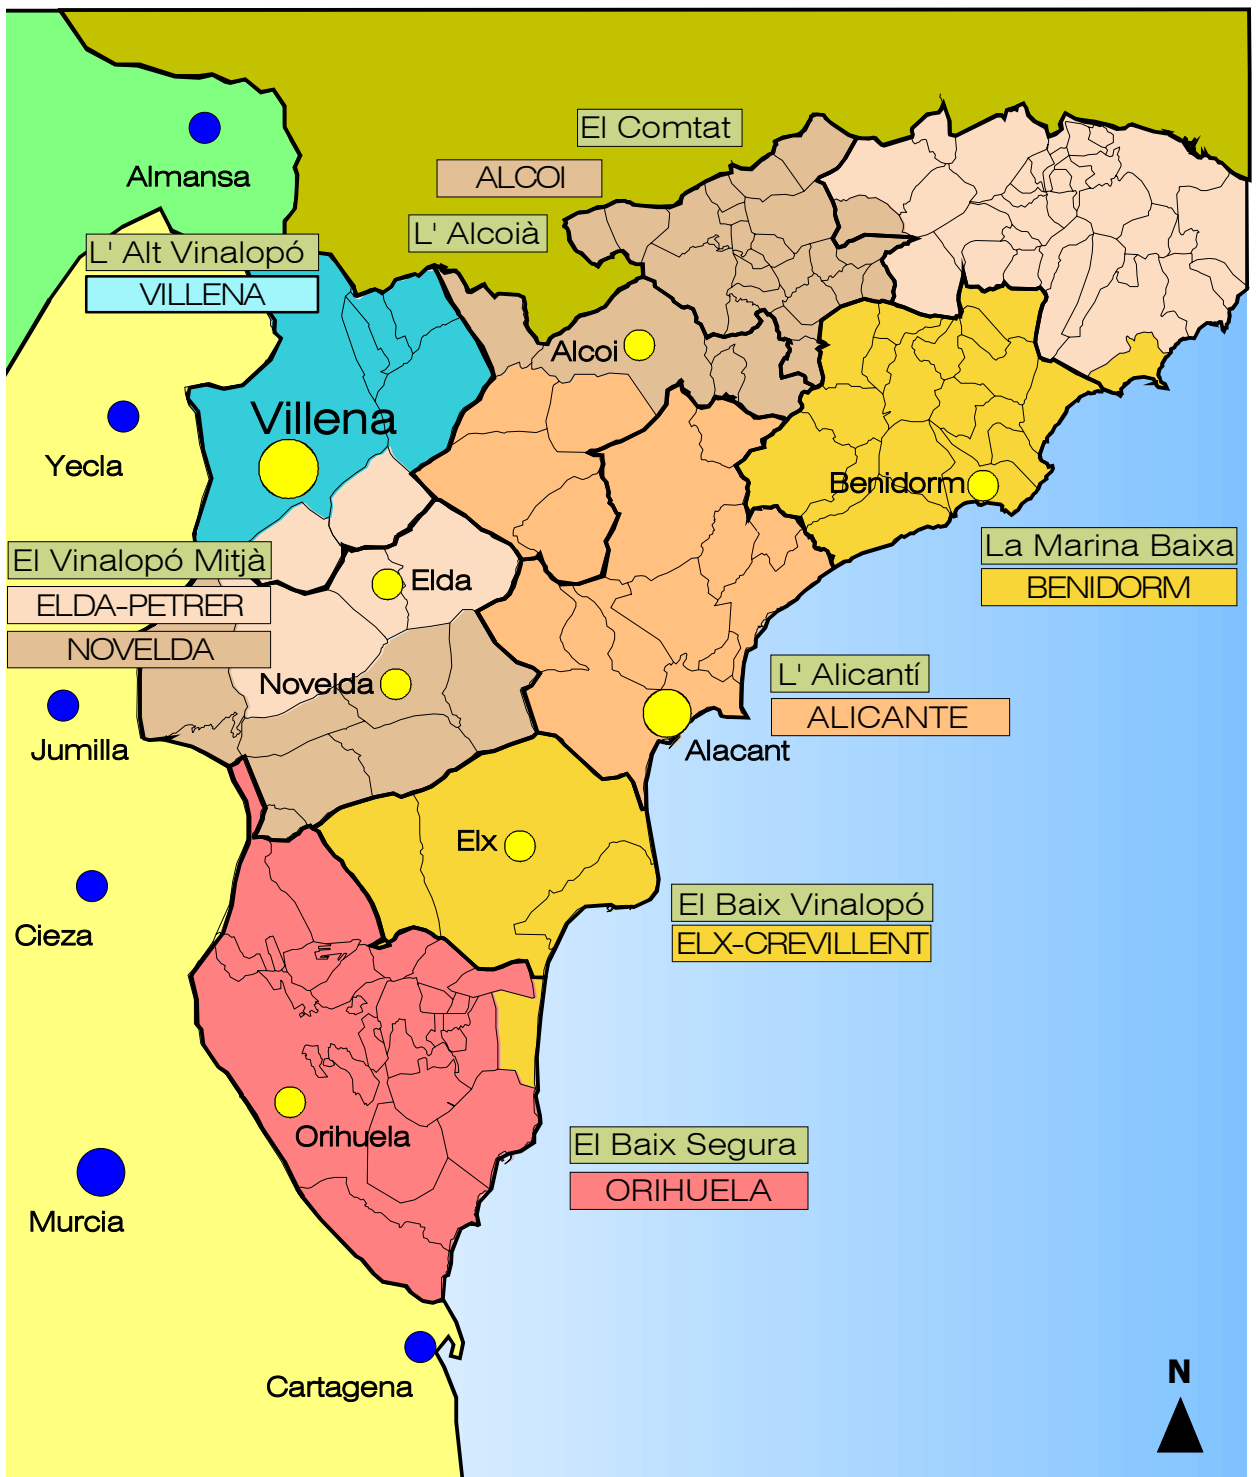 El Comtat
Almansa
ALCOI
L' Alcoià
L' Alt Vinalopó
VILLENA
Alcoi
Villena
Yecla
Benidorm
La Marina Baixa
BENIDORM
El Vinalopó Mitjà
Elda
ELDA-PETRER
NOVELDA
L' Alicantí
Novelda
ALICANTE
Jumilla
Alacant
Elx
El Baix Vinalopó
ELX-CREVILLENT
Cieza
Orihuela
El Baix Segura
ORIHUELA
Murcia
N
Cartagena